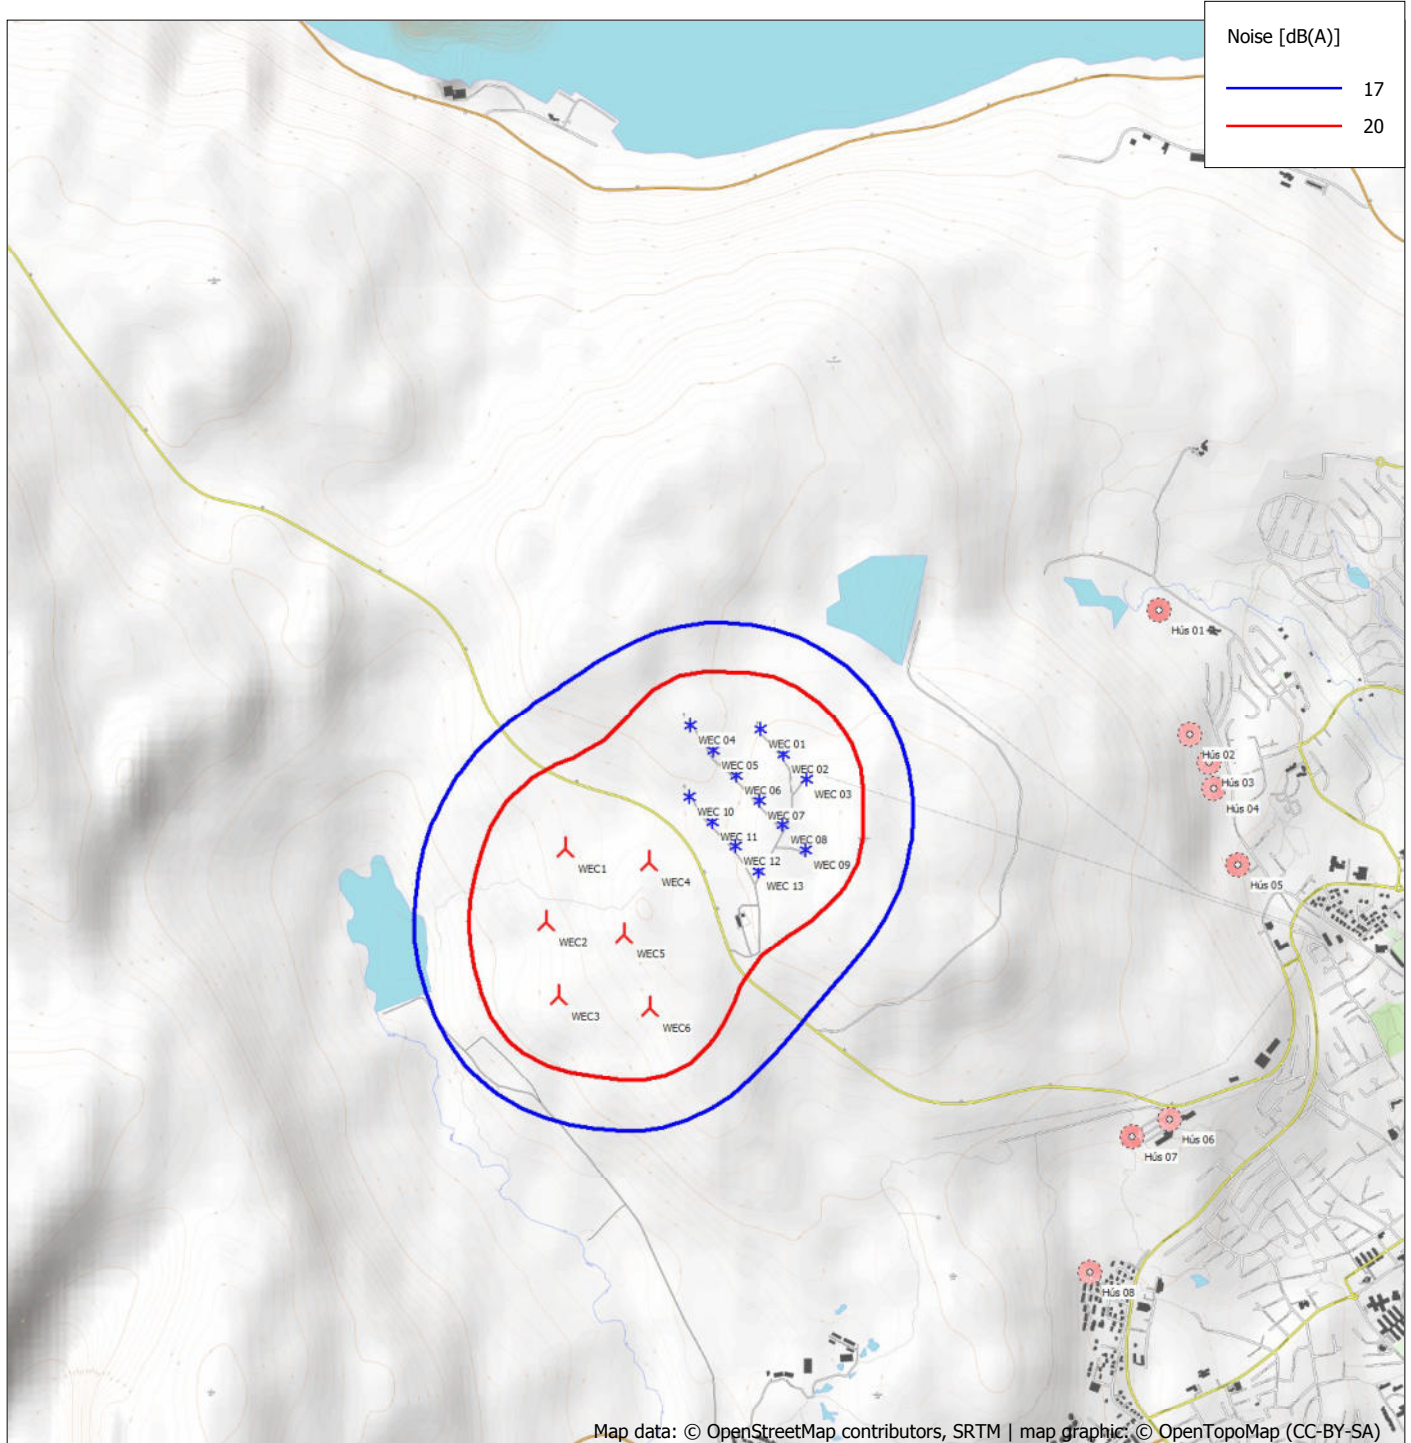 Noise [dB(A)]
17
20
Hús 01
WEC 04
WEC 01
WEC 05
WEC 02
Hús 02
WEC 06
WEC 03
Hús 03
WEC 10
WEC 07
Hús 04
WEC 11
WEC 08
WEC 12
WEC 09
WEC1
WEC4
WEC 13
Hús 05
WEC2
WEC5
WEC3
WEC6
Hús 06
Hús 07
Hús 08
Map data: © OpenStreetMap contributors, SRTM | map graphic: © OpenTopoMap (CC-BY-SA)